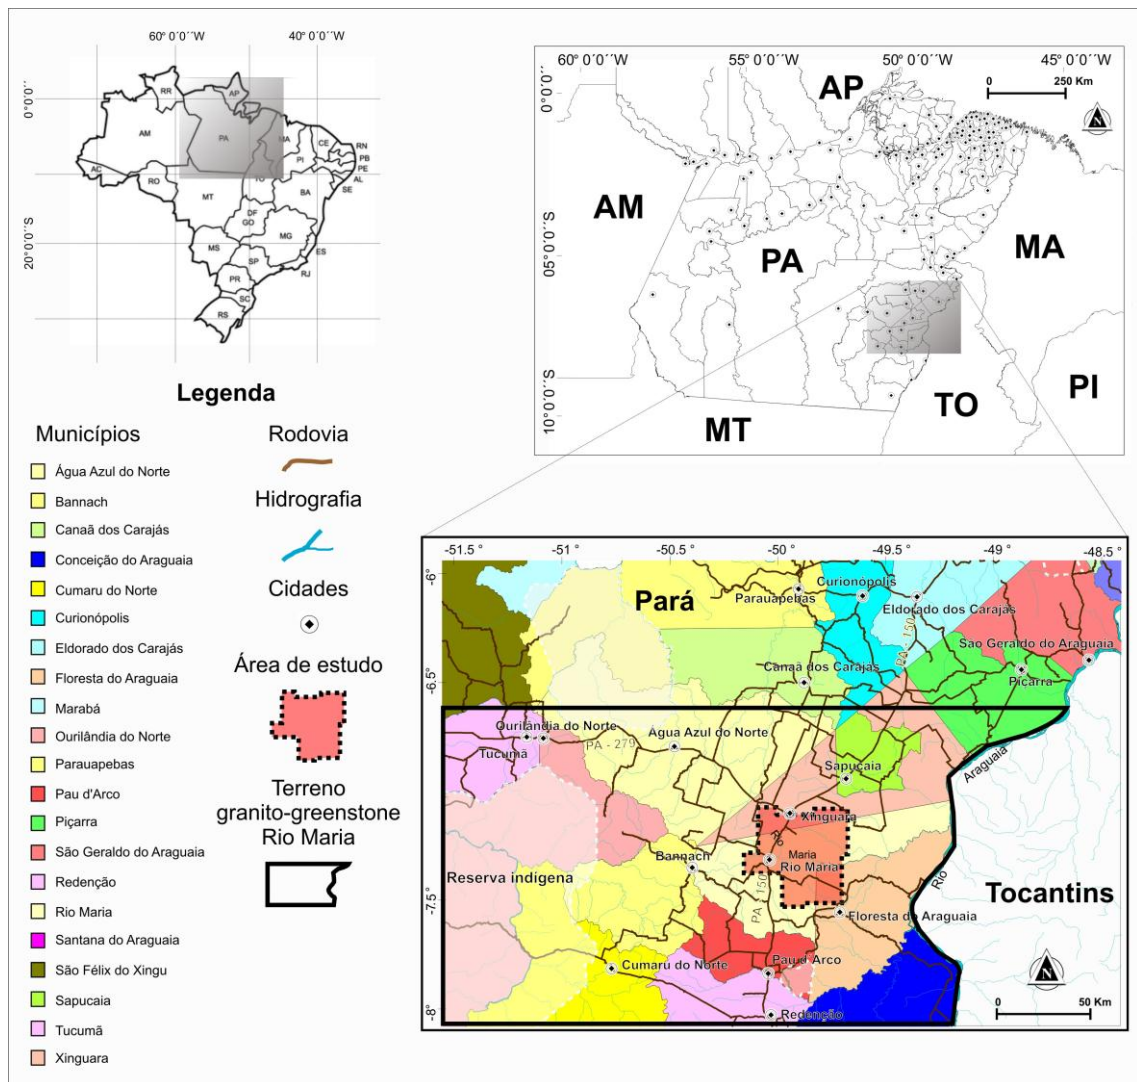 60° 0'0´´W
40° 0'0´´W
0°0'0´´
20°0'0´´S
RR
AP
AM
PA
MA
CE
RN
PB
PE
AL
SE
PI
AC
RO
TO
MT
BA
DF
GO
MG
ES
MS
SP
RJ
PR
SC
RS
60° 0'0´´W
55° 0'0´´W
50° 0'0´´W
45° 0'0´´W
0
250 Km
N
0°0'0´´
05°0'0´´S
10°0'0´´S
AP
AM
PA
MA
PI
TO
MT
Legenda
Municípios
Água Azul do Norte
Bannach
Canaã dos Carajás
Conceição do Araguaia
Cumaru do Norte
Curionópolis
Eldorado dos Carajás
Floresta do Araguaia
Marabá
Ourilândia do Norte
Parauapebas
Pau d'Arco
Piçarra
São Geraldo do Araguaia
Redenção
Rio Maria
Santana do Araguaia
São Félix do Xingu
Sapucaia
Tucumã
Xinguara
Rodovia
Hidrografia
Cidades
Área de estudo
Terreno
granito-greenstone
Rio Maria
-51.5 °
-51 °
-50.5 °
-50 °
-49.5 °
-49 °
-48.5 °
-6 °
-6.5 °
-7.5 °
-8 °
Pará
Parauapebas
Curionópolis
Eldorado dos Carajás
PA - 150
Sao Geraldo do Araguaia
Piçarra
Canaã dos Carajás
Ourilândia do Norte
Tucumã
PA - 279
Água Azul do Norte
Sapucaia
Araguaia
Xinguara
Bannach
Maria
Rio Maria
Reserva indígena
PA - 150
Rio
Tocantins
Floresta do Araguaia
Cumaru do Norte
Pau d'Arco
Redenção
N
0
50 Km